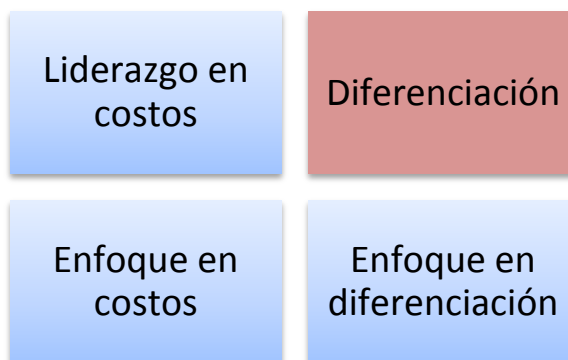 Liderazgo en
costos
Diferenciación
Enfoque en
costos
Enfoque en
diferenciación